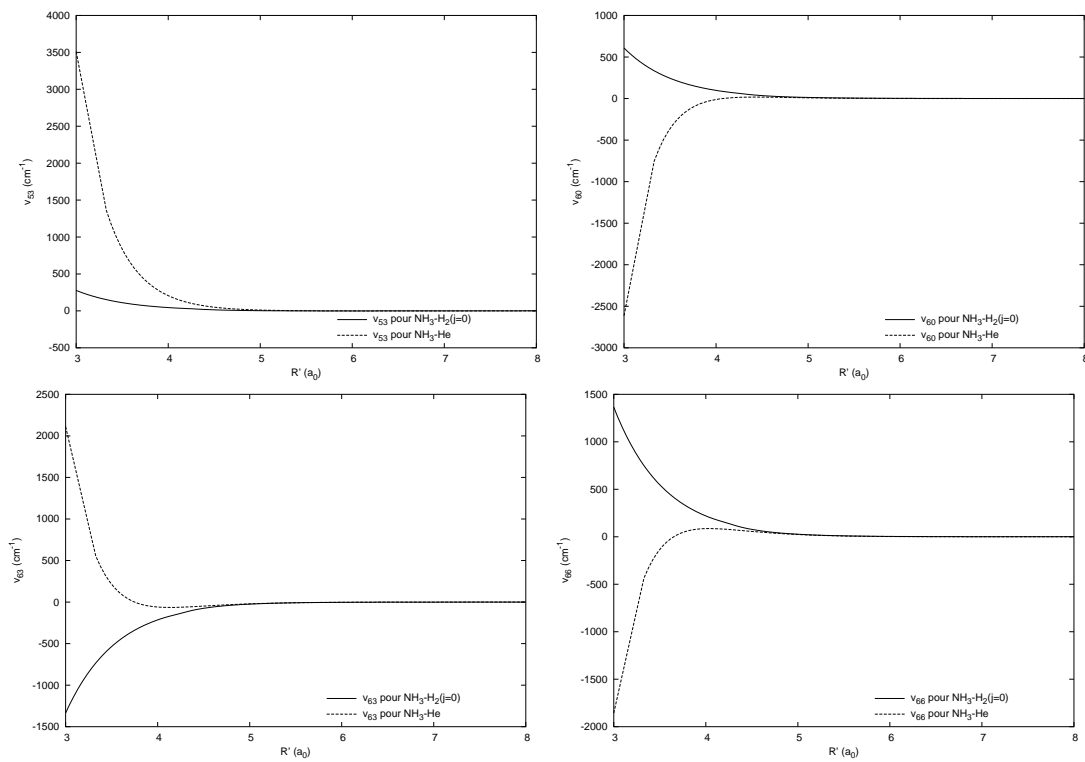 4000
3500
3000
2500
2000
1500
1000
500
0
-500
v53 (cm-1)
3 4 5 6 7 8
R' (a0)
v53 pour NH3-H2(j=0)
v53 pour NH3-He
1000
500
0
-500
-1000
-1500
-2000
-2500
-3000
v60 (cm-1)
3 4 5 6 7 8
R' (a0)
v60 pour NH3-H2(j=0)
v60 pour NH3-He
2500
2000
1500
1000
500
0
-500
-1000
-1500
v63 (cm-1)
3 4 5 6 7 8
R' (a0)
v63 pour NH3-H2(j=0)
v63 pour NH3-He
1500
1000
500
0
-500
-1000
-1500
-2000
v66 (cm-1)
3 4 5 6 7 8
R' (a0)
v66 pour NH3-H2(j=0)
v66 pour NH3-He